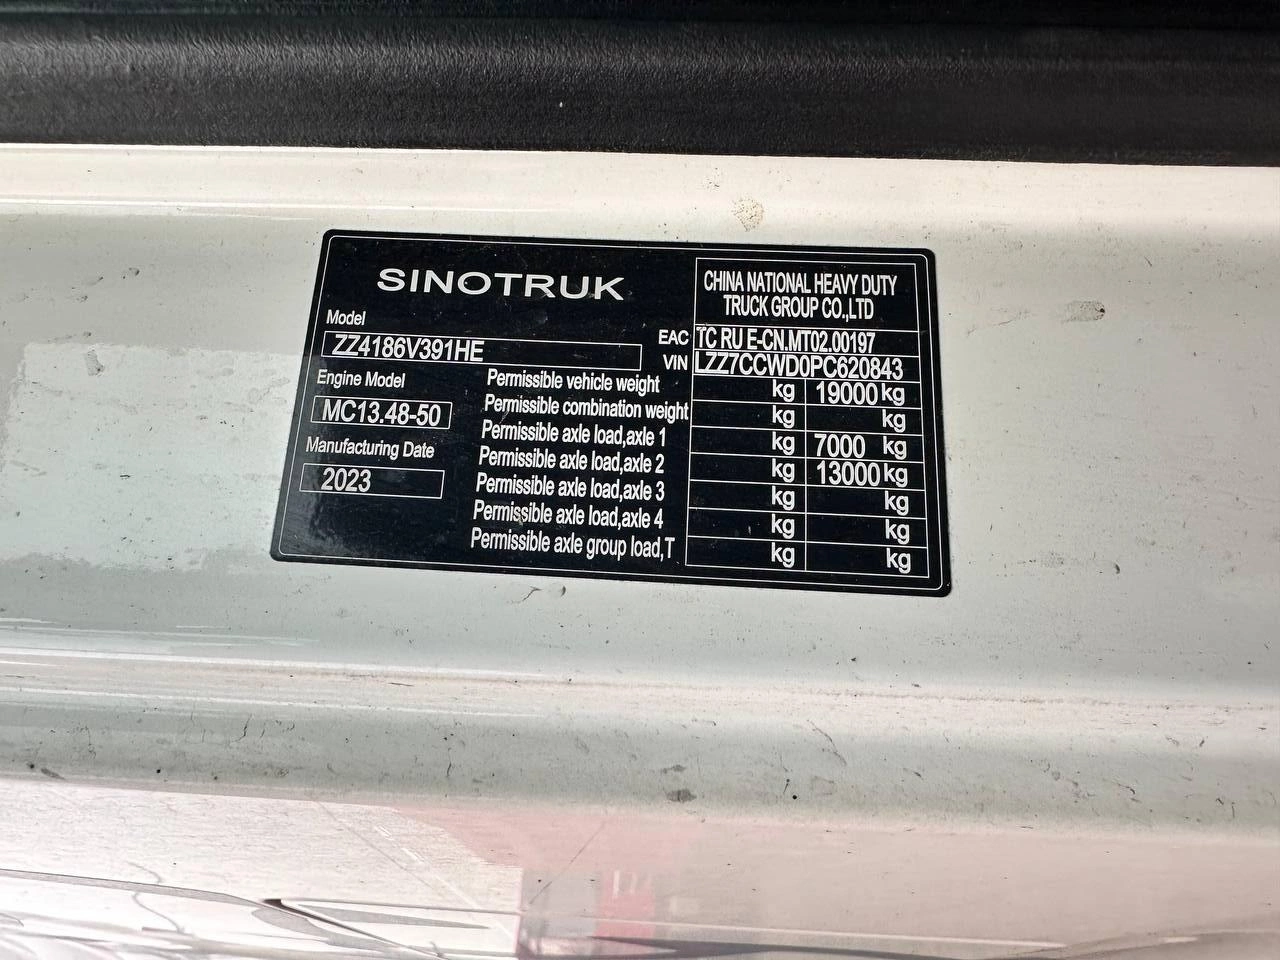 SINOTRUK
CHINA NATIONAL HEAVY DUTY
TRUCK GROUP CO.,LTD
Model
ZZ4186V391HE
EAC TC RU E-CN.MT02.00197
VIN LZZ7CCWD0PC620843
Engine Model
MC13.48-50
Manufacturing Date
2023
Permissible vehicle weight kg 19000 kg
Permissible combination weight kg kg
Permissible axle load,axle 1 kg 7000 kg
Permissible axle load,axle 2 kg 13000 kg
Permissible axle load,axle 3 kg kg
Permissible axle load,axle 4 kg kg
Permissible axle group load,T kg kg